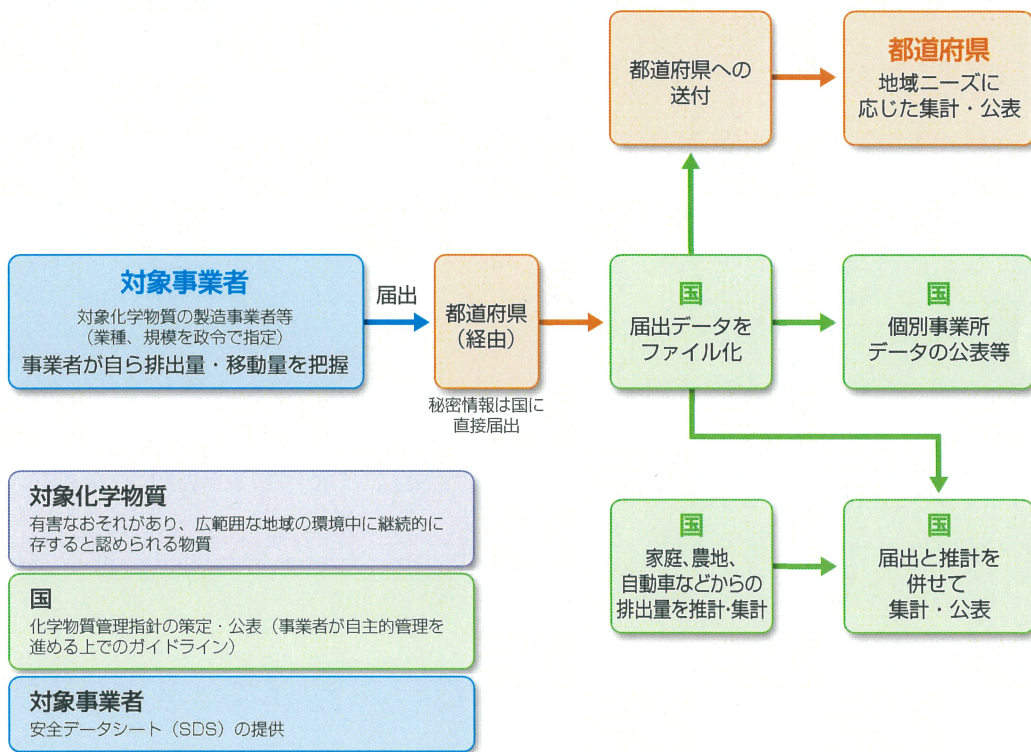 都道府県への
送付
都道府県
地域ニーズに
応じた集計・公表
対象事業者
対象化学物質の製造事業者等
(業種、規模を政令で指定)
事業者が自ら排出量・移動量を把握
届出
都道府県
(経由)
秘密情報は国に
直接届出
国
届出データを
ファイル化
国
個別事業所
データの公表等
対象化学物質
有害なおそれがあり、広範囲な地域の環境中に継続的に
存すると認められる物質
国
化学物質管理指針の策定・公表(事業者が自主的管理を
進める上でのガイドライン)
対象事業者
安全データシート(SDS)の提供
国
家庭、農地、
自動車などからの
排出量を推計・集計
国
届出と推計を
併せて
集計・公表